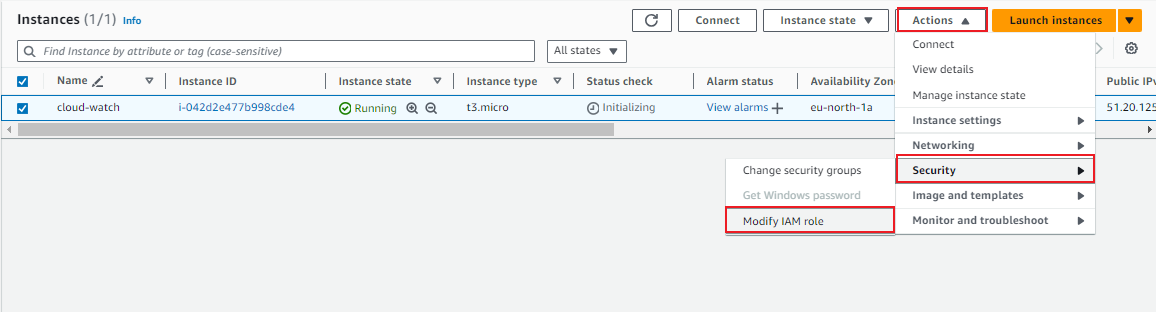 Instances (1/1) Info
Connect
Instance state
Actions
Launch instances
Find Instance by attribute or tag (case-sensitive)
All states
Name
Instance ID
Instance state
Instance type
Status check
Alarm status
Availability Zon
Public IPv
cloud-watch
i-042d2e477b998cde4
Running
t3.micro
Initializing
View alarms
eu-north-1a
51.20.125
Connect
View details
Manage instance state
Instance settings
Networking
Security
Image and templates
Monitor and troubleshoot
Change security groups
Get Windows password
Modify IAM role